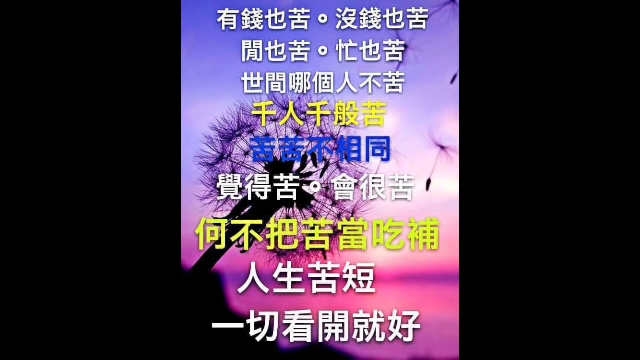 有錢也苦。沒錢也苦
閒也苦。忙也苦
世間哪個人不苦
千人千般苦
苦苦不相同
覺得苦。會很苦
何不把苦當吃補
人生苦短
一切看開就好